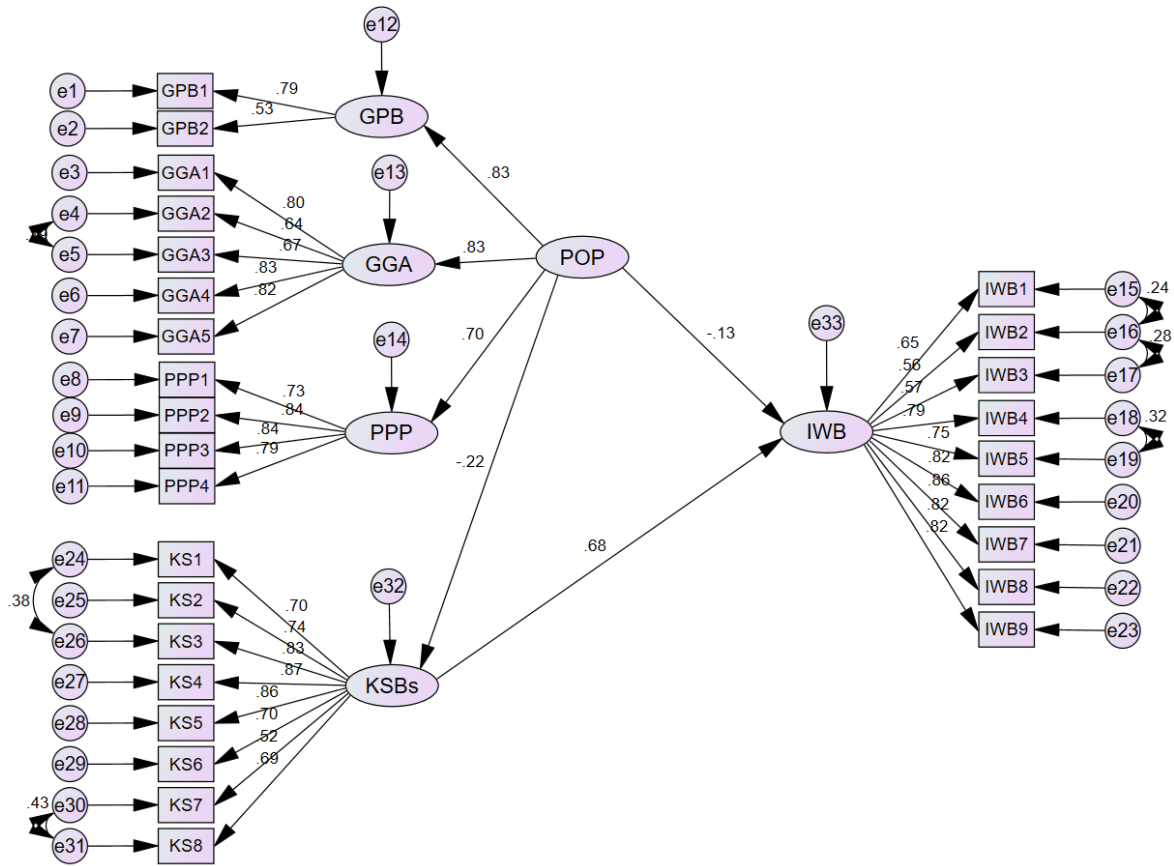 e12
e1
GPB1
.79
e2
GPB2
.53
GPB
e3
GGA1
e13
.83
e4
GGA2
.80
e5
GGA3
.64
.67
GGA
.83
POP
e6
GGA4
.83
e7
GGA5
.82
e8
PPP1
e14
.70
-.13
e9
PPP2
.73
.84
e10
PPP3
.84
PPP
e11
PPP4
.79
-.22
e33
IWB
.65
.56
.57
.79
.75
.82
.86
.82
.82
IWB1
e15
.24
IWB2
e16
.28
IWB3
e17
IWB4
e18
.32
IWB5
e19
IWB6
e20
IWB7
e21
IWB8
e22
IWB9
e23
.68
e24
KS1
e25
KS2
.38
e26
KS3
e27
KS4
e28
KS5
e29
KS6
.43
e30
KS7
e31
KS8
.70
.74
.83
.87
.86
.70
.52
.69
e32
KSBs